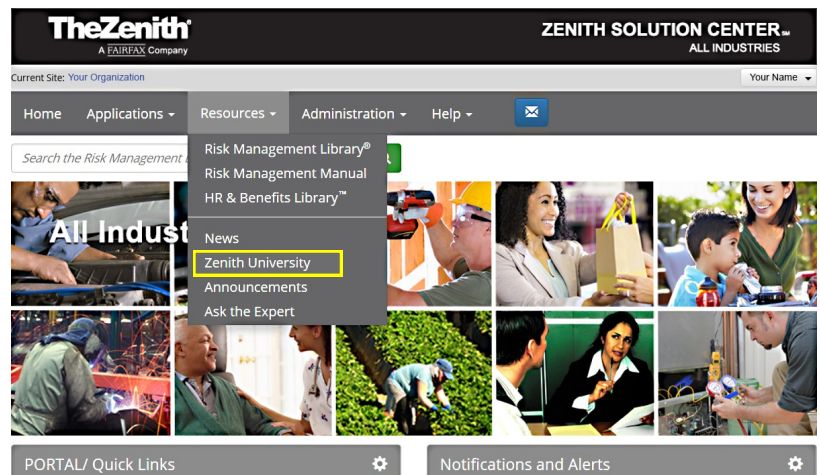 TheZenith®
A FAIRFAX Company
ZENITH SOLUTION CENTER℠
ALL INDUSTRIES
Current Site: Your Organization
Your Name
Home Applications Resources Administration Help
Search the Risk Management
Risk Management Library®
Risk Management Manual
HR & Benefits Library™
All Indust
News
Zenith University
Announcements
Ask the Expert
PORTAL/ Quick Links
Notifications and Alerts